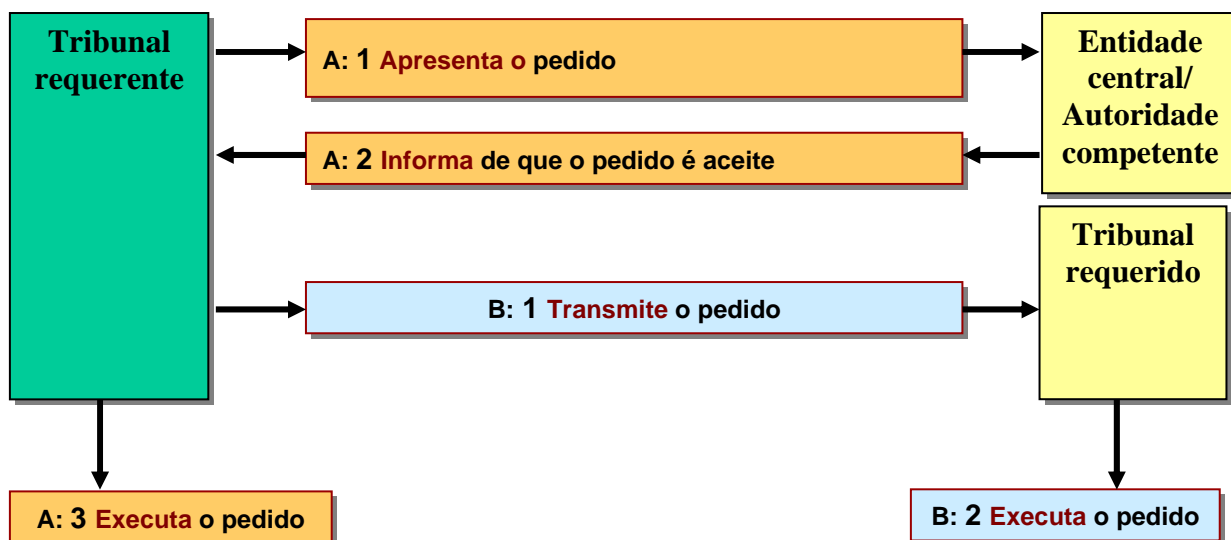 Tribunal
requerente
A: 1 Apresenta o pedido
Entidade
central/
Autoridade
competente
A: 2 Informa de que o pedido é aceite
Tribunal
requerido
B: 1 Transmite o pedido
A: 3 Executa o pedido
B: 2 Executa o pedido